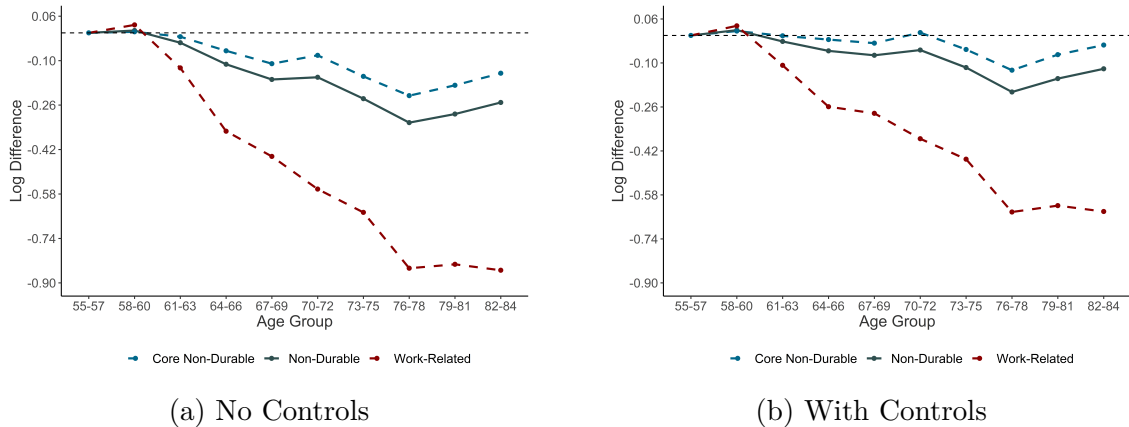 0.06
-0.10
-0.26
-0.42
-0.58
-0.74
-0.90
Log Difference
55-57 58-60 61-63 64-66 67-69 70-72 73-75 76-78 79-81 82-84
Age Group
Core Non-Durable Non-Durable Work-Related
(a) No Controls
0.06
-0.10
-0.26
-0.42
-0.58
-0.74
-0.90
Log Difference
55-57 58-60 61-63 64-66 67-69 70-72 73-75 76-78 79-81 82-84
Age Group
Core Non-Durable Non-Durable Work-Related
(b) With Controls